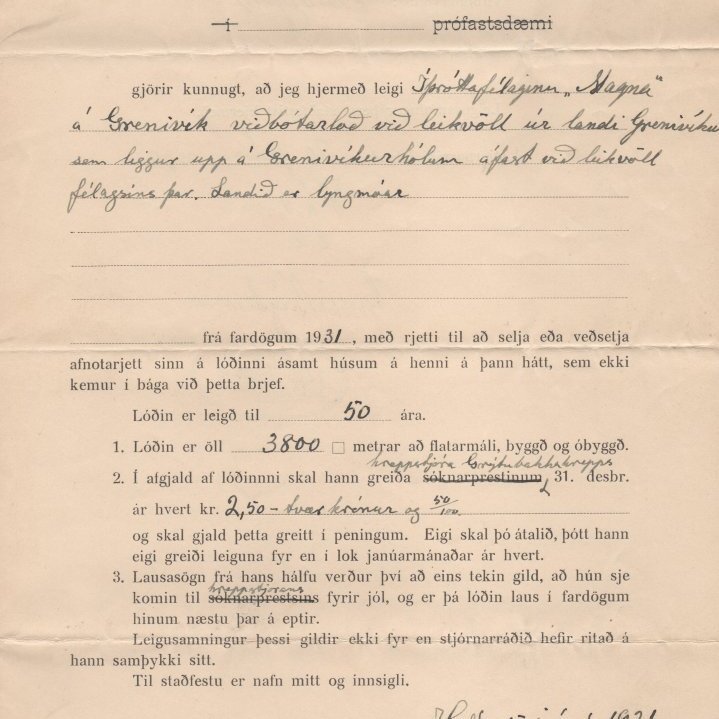 í prófastsdæmi
gjörir kunnugt, að jeg hjermeð leigi Íþróttafélaginu „Magna“
á Grenivík viðbótarlóð við leikvöll úr landi Grenivíkur
sem liggur upp á Grenivíkurhólum áfast við leikvöll
félagsins þar. Landið er lyngmóar
frá fardögum 1931, með rjetti til að selja eða veðsetja
afnotarjett sinn á lóðinni ásamt húsum á henni á þann hátt, sem ekki
kemur í bága við þetta brjef.
Lóðin er leigð til 50 ára.
1. Lóðin er öll 3800 □ metrar að flatarmáli, byggð og óbyggð.
hreppstjóra Grýtubakkahrepps
2. Í afgjald af lóðinnni skal hann greiða sóknarprestinum 31. desbr.
ár hvert kr. 2,50 - tvær krónur og 50/100
og skal gjald þetta greitt í peningum. Eigi skal þó átalið, þótt hann
eigi greiði leiguna fyr en í lok janúarmánaðar ár hvert.
3. Lausasögn frá hans hálfu verður því að eins tekin gild, að hún sje
hreppstjórans
komin til sóknarprestsins fyrir jól, og er þá lóðin laus í fardögum
hinum næstu þar á eptir.
Leigusamningur þessi gildir ekki fyr en stjórnarráðið hefir ritað á
hann samþykki sitt.
Til staðfestu er nafn mitt og innsigli.
1931